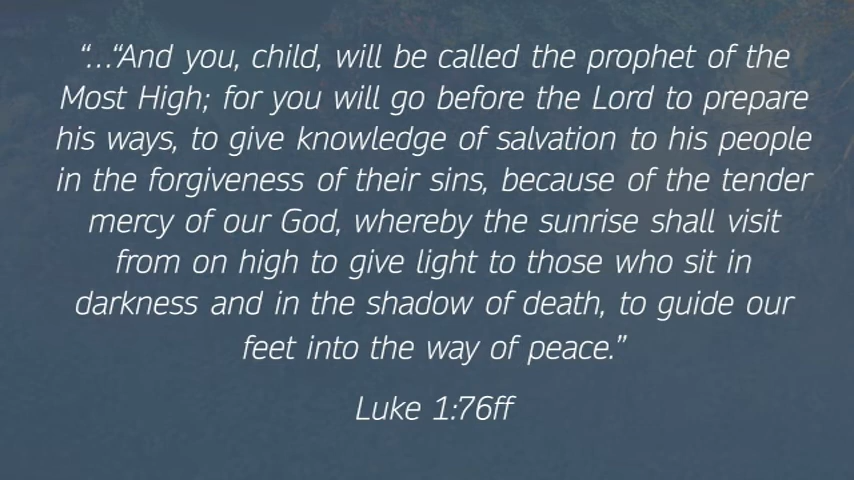 “…“And you, child, will be called the prophet of the
Most High; for you will go before the Lord to prepare
his ways, to give knowledge of salvation to his people
in the forgiveness of their sins, because of the tender
mercy of our God, whereby the sunrise shall visit
from on high to give light to those who sit in
darkness and in the shadow of death, to guide our
feet into the way of peace.”
Luke 1:76ff